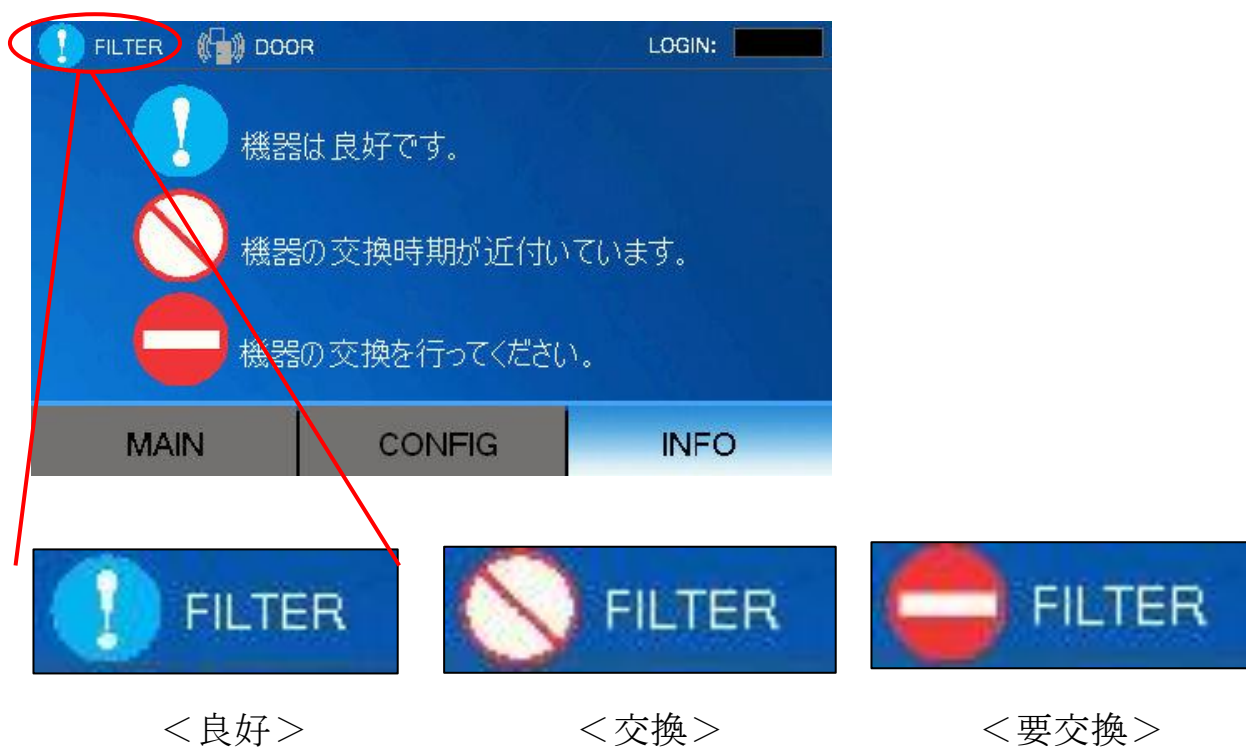 FILTER DOOR LOGIN:
機器は良好です。
機器の交換時期が近付いています。
機器の交換を行ってください。
MAIN CONFIG INFO
FILTER FILTER FILTER
＜良好＞ ＜交換＞ ＜要交換＞